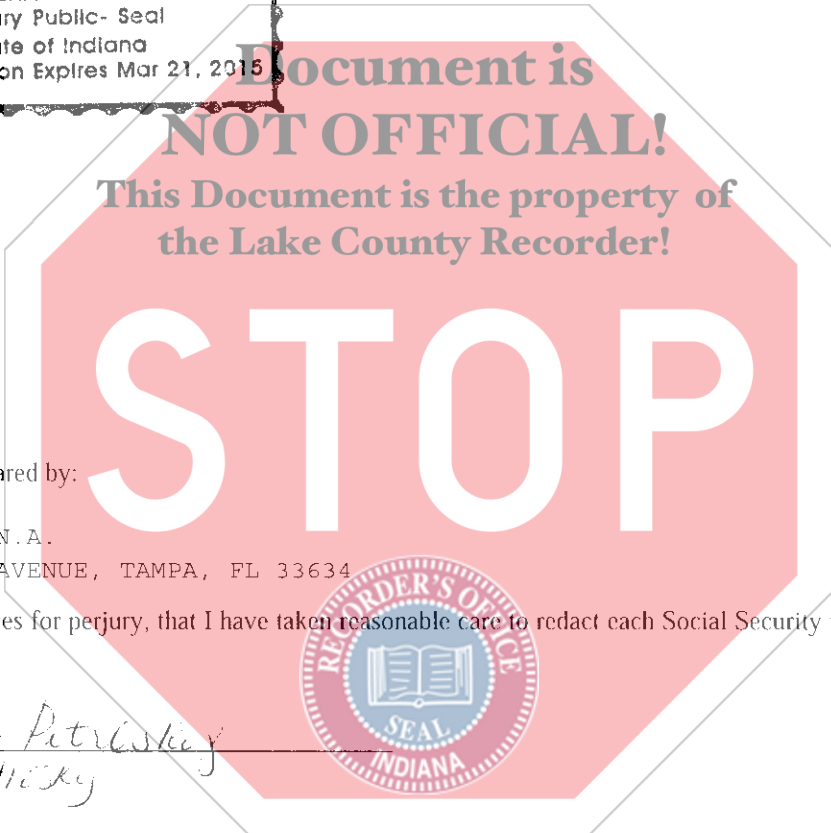 ry Public- Seal
te of Indiana
on Expires Mar 21, 2015
Document is
NOT OFFICIAL!
This Document is the property of
the Lake County Recorder!
STOP
ared by:
N.A.
AVENUE, TAMPA, FL 33634
es for perjury, that I have taken reasonable care to redact each Social Security
RECORDER'S OFFICE
SEAL
INDIANA